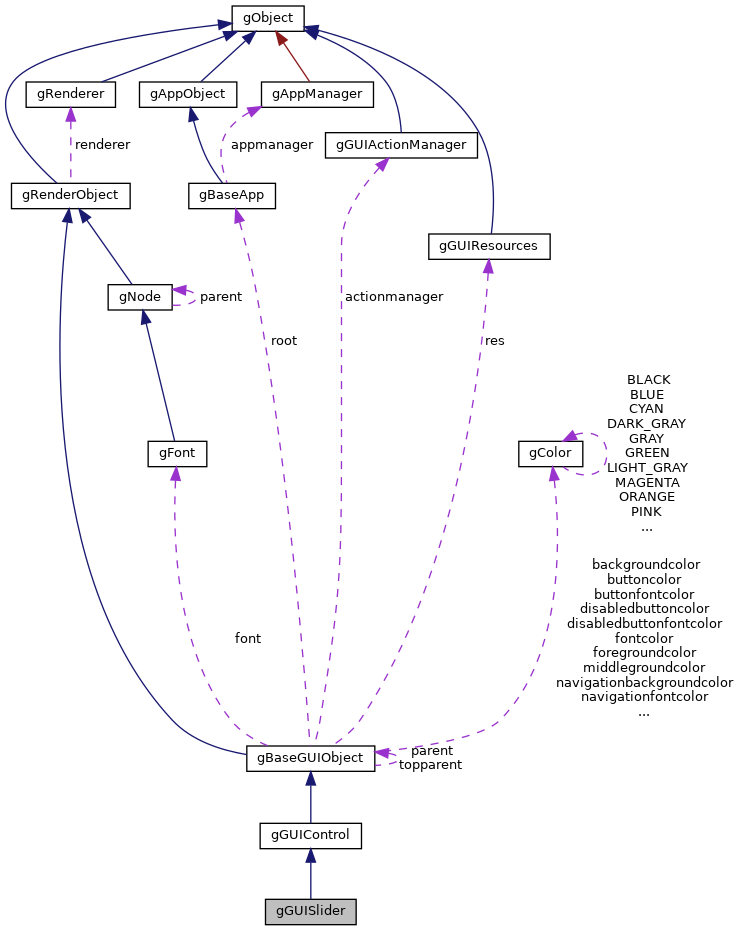 gObject
gRenderer
gAppObject
gAppManager
renderer
appmanager
gGUIActionManager
gRenderObject
gBaseApp
gGUIResources
gNode
parent
actionmanager
root
res
BLACK
BLUE
CYAN
DARK_GRAY
GRAY
GREEN
LIGHT_GRAY
MAGENTA
ORANGE
PINK
...
gFont
gColor
backgroundcolor
buttoncolor
buttonfontcolor
disabledbuttoncolor
disabledbuttonfontcolor
fontcolor
foregroundcolor
middlegroundcolor
navigationbackgroundcolor
navigationfontcolor
...
font
gBaseGUIObject
parent
topparent
gGUIControl
gGUISlider